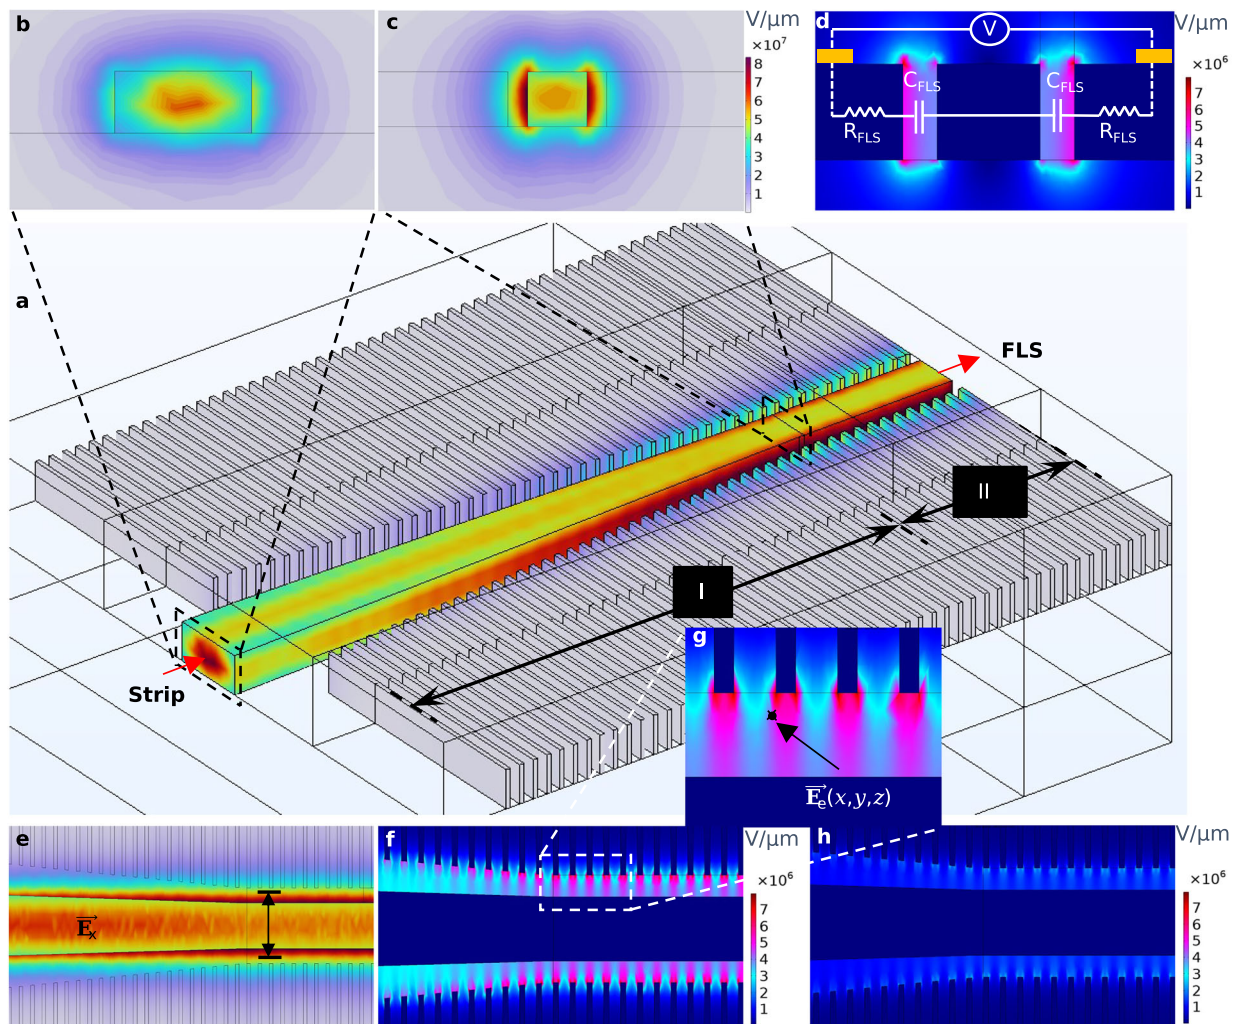 b
c
V/μm
×10⁷
8
7
6
5
4
3
2
1
d
V
C_FLS
C_FLS
R_FLS
R_FLS
V/μm
×10⁶
7
6
5
4
3
2
1
a
FLS
II
I
Strip
g
E⃗_e(x,y,z)
e
E⃗_x
f
V/μm
×10⁶
7
6
5
4
3
2
1
h
V/μm
×10⁶
7
6
5
4
3
2
1